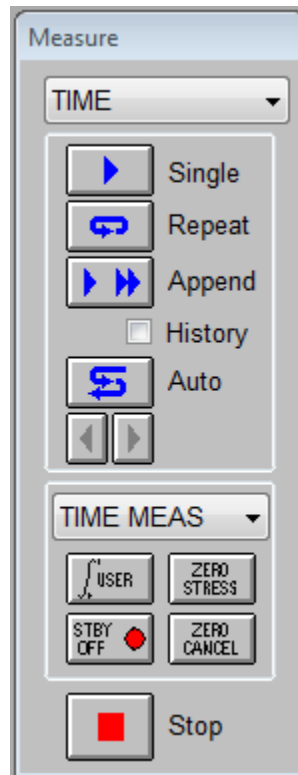 Measure
TIME
Single
Repeat
Append
History
Auto
TIME MEAS
USER
ZERO
STRESS
STBY
OFF
ZERO
CANCEL
Stop